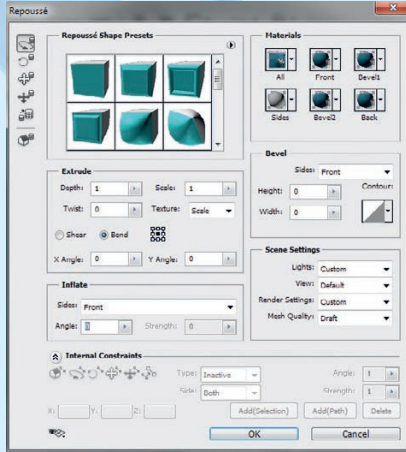 Repoussé
Repoussé Shape Presets
Materials
All Front Bevel1
Sides Bevel2 Back
Extrude
Depth: 1 Scale: 1
Twist: 0 Texture: Scale
Shear Bend
X Angle: 0 Y Angle: 0
Bevel
Sides: Front
Height: 0 Contour:
Width: 0
Inflate
Sides: Front
Angle: 0 Strength: 0
Scene Settings
Lights: Custom
View: Default
Render Settings: Custom
Mesh Quality: Draft
Internal Constraints
Type: Inactive Angle: 1
Side: Both Strength: 1
X: Y: Z: Add(Selection) Add(Path) Delete
OK Cancel